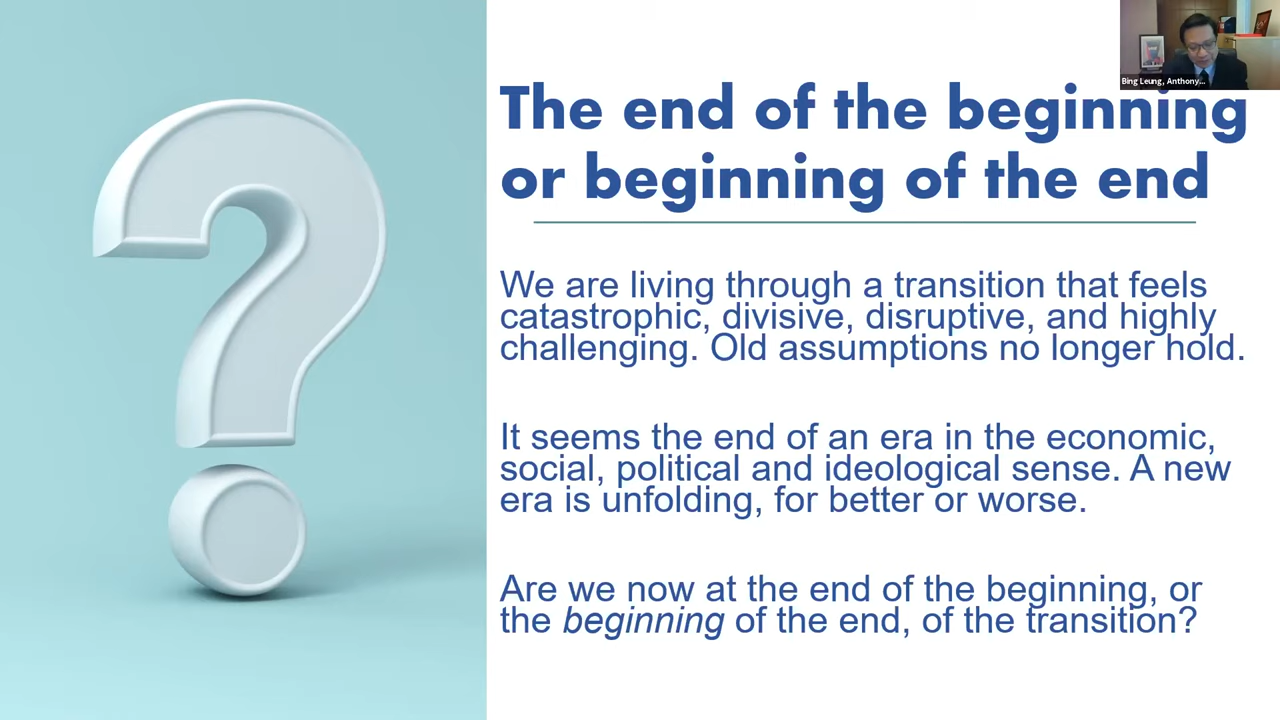 Bing Leung, Anthony...
The end of the beginning
or beginning of the end
We are living through a transition that feels
catastrophic, divisive, disruptive, and highly
challenging. Old assumptions no longer hold.
It seems the end of an era in the economic,
social, political and ideological sense. A new
era is unfolding, for better or worse.
Are we now at the end of the beginning, or
the beginning of the end, of the transition?